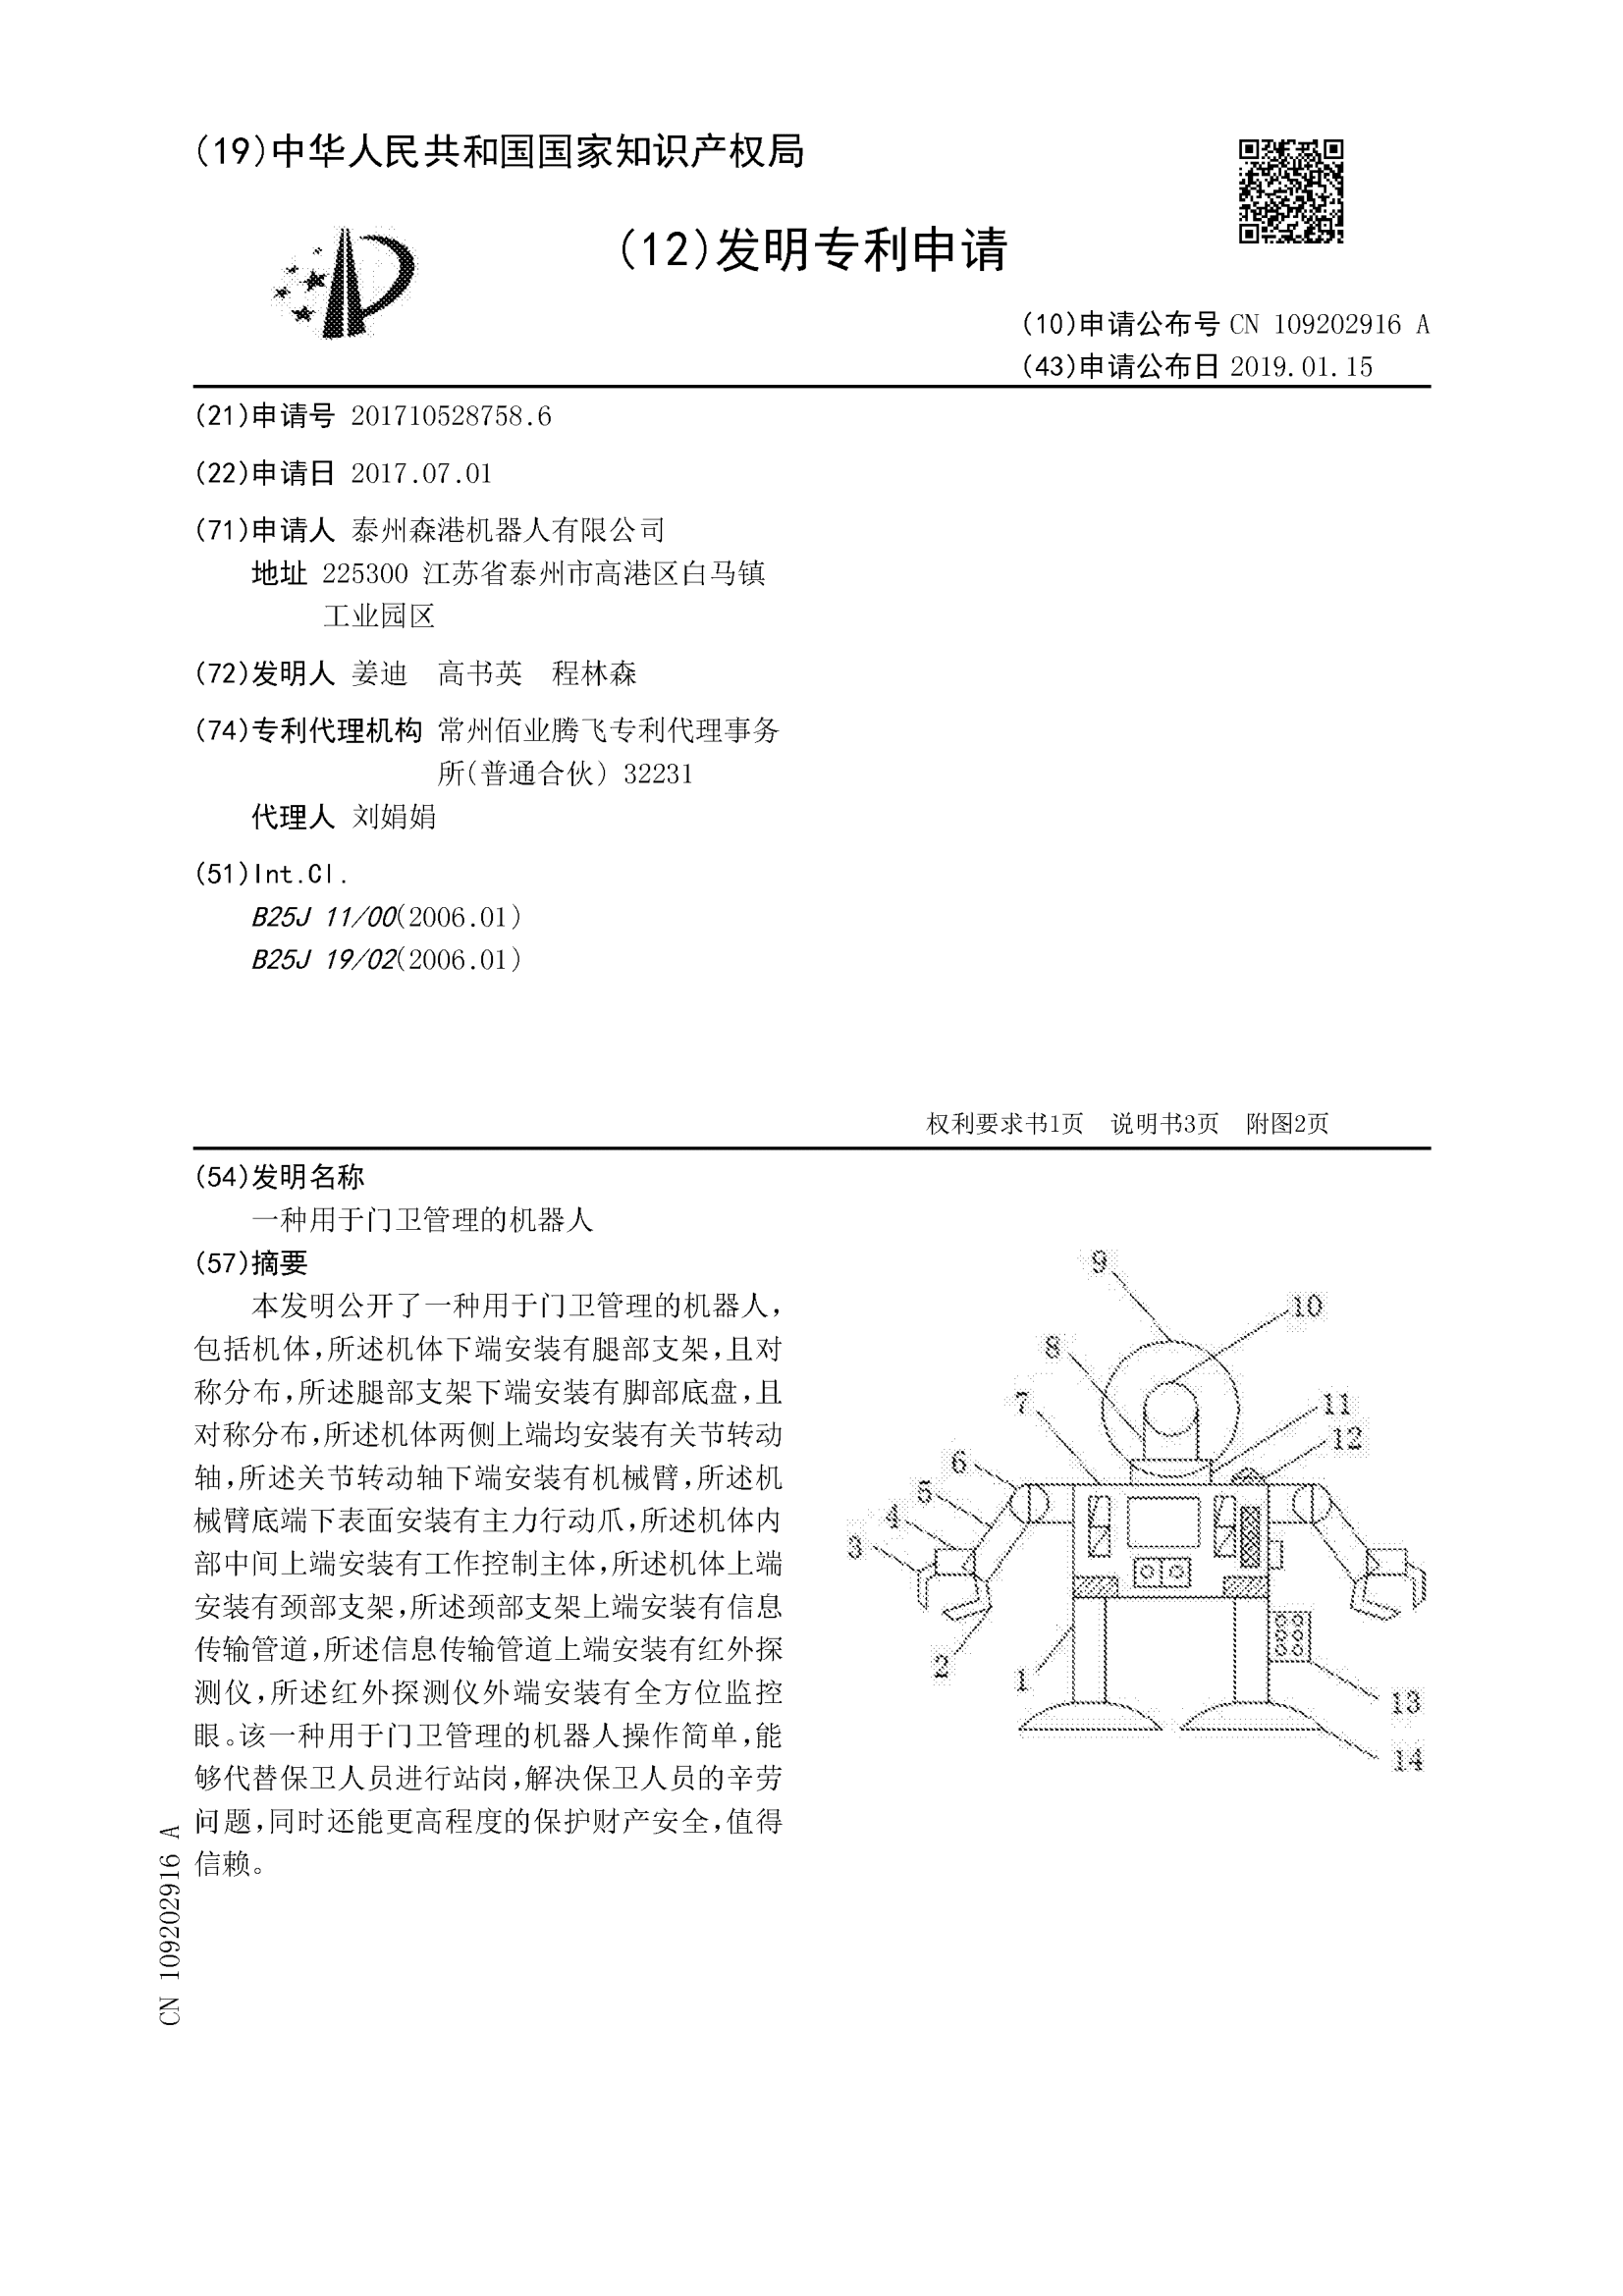 (19)中华人民共和国国家知识产权局
(12)发明专利申请
(10)申请公布号 CN 109202916 A
(43)申请公布日 2019.01.15
(21)申请号 201710528758.6
(22)申请日 2017.07.01
(71)申请人 泰州森港机器人有限公司
地址 225300 江苏省泰州市高港区白马镇
工业园区
(72)发明人 姜迪 高书英 程林森
(74)专利代理机构 常州佰业腾飞专利代理事务
所(普通合伙) 32231
代理人 刘娟娟
(51)Int.Cl.
B25J 11/00(2006.01)
B25J 19/02(2006.01)
权利要求书1页 说明书3页 附图2页
(54)发明名称
一种用于门卫管理的机器人
(57)摘要
本发明公开了一种用于门卫管理的机器人,
包括机体,所述机体下端安装有腿部支架,且对
称分布,所述腿部支架下端安装有脚部底盘,且
对称分布,所述机体两侧上端均安装有关节转动
轴,所述关节转动轴下端安装有机械臂,所述机
械臂底端下表面安装有主力行动爪,所述机体内
部中间上端安装有工作控制主体,所述机体上端
安装有颈部支架,所述颈部支架上端安装有信息
传输管道,所述信息传输管道上端安装有红外探
测仪,所述红外探测仪外端安装有全方位监控
眼。该一种用于门卫管理的机器人操作简单,能
够代替保卫人员进行站岗,解决保卫人员的辛劳
问题,同时还能更高程度的保护财产安全,值得
信赖。
9
10
8
7
11
12
6
5
4
3
2
1
13
14
CN 109202916 A